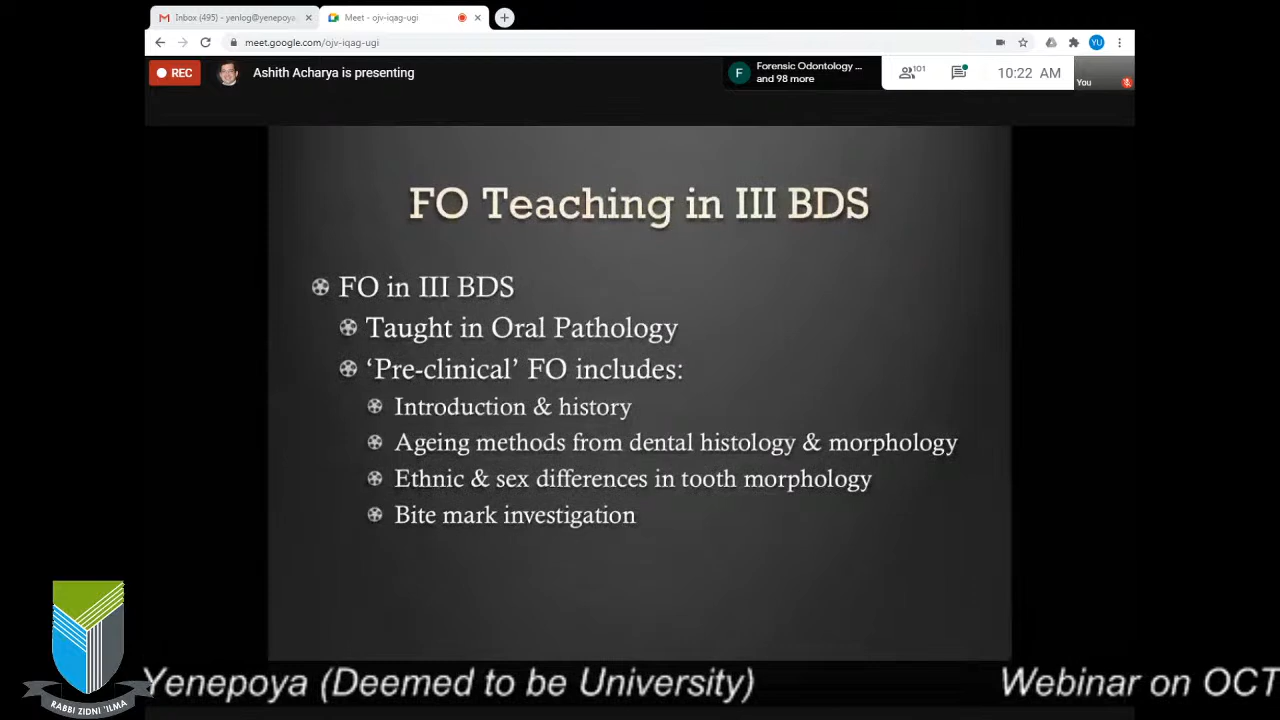 Inbox (495) - yenlog@yenepoya
Meet - ojv-iqag-ugi
meet.google.com/ojv-iqag-ugi
YU
REC
Ashith Acharya is presenting
F
Forensic Odontology ...
and 98 more
101
10:22 AM
You
FO Teaching in III BDS
FO in III BDS
Taught in Oral Pathology
‘Pre-clinical’ FO includes:
Introduction & history
Ageing methods from dental histology & morphology
Ethnic & sex differences in tooth morphology
Bite mark investigation
RABBI ZIDNI 'ILMA
Yenepoya (Deemed to be University)
Webinar on OCT